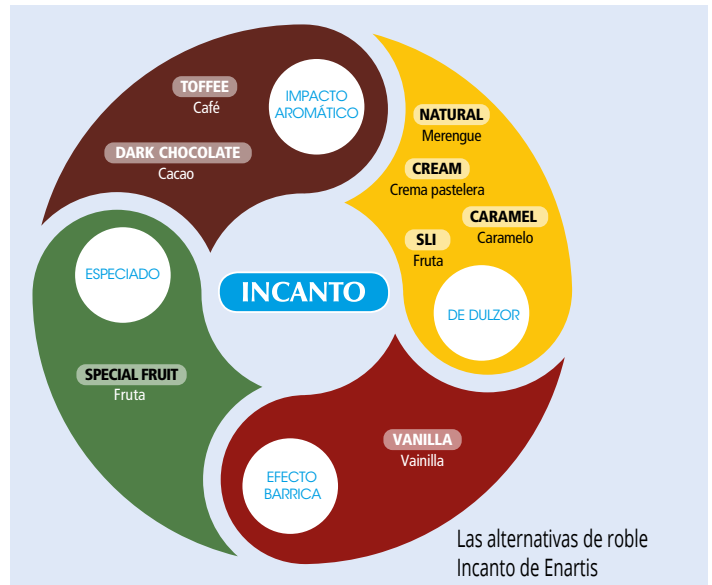 TOFFEE
Café
DARK CHOCOLATE
Cacao
IMPACTO
AROMÁTICO
NATURAL
Merengue
CREAM
Crema pastelera
CARAMEL
Caramelo
SLI
Fruta
DE DULZOR
ESPECIADO
INCANTO
SPECIAL FRUIT
Fruta
VANILLA
Vainilla
EFECTO
BARRICA
Las alternativas de roble
Incanto de Enartis